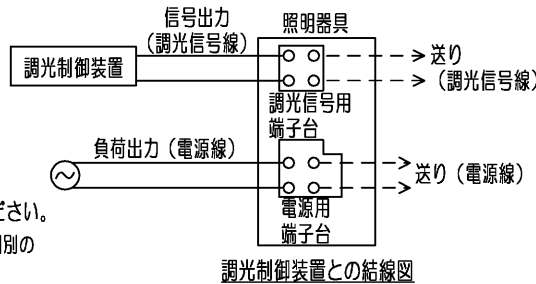 信号出力
（調光信号線）
照明器具
調光制御装置
送り
（調光信号線）
調光信号用
端子台
負荷出力（電源線）
送り（電源線）
ださい。
電源用
端子台
別の
調光制御装置との結線図